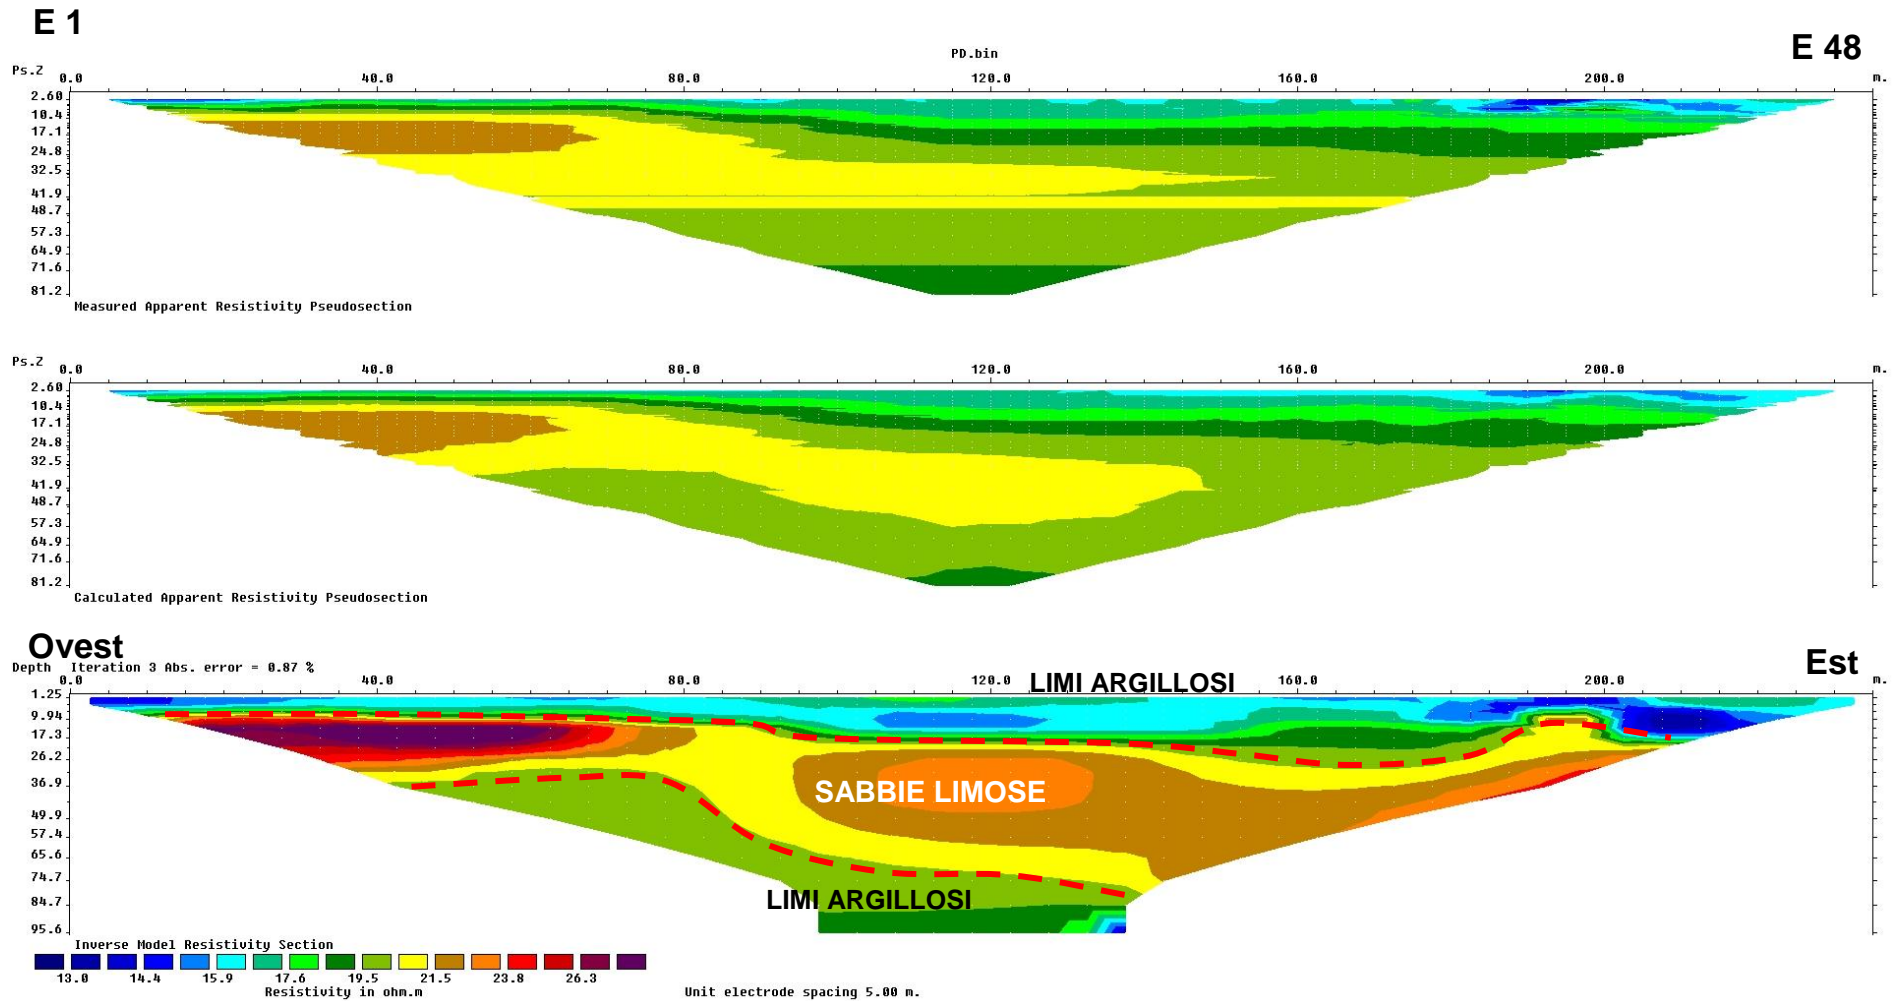 E 1
E 48
PD.bin
Ps.Z 0.0 40.0 80.0 120.0 160.0 200.0 m.
2.60
10.4
17.1
24.8
32.5
41.9
48.7
57.3
64.9
71.6
81.2
Measured Apparent Resistivity Pseudosection
Ps.Z 0.0 40.0 80.0 120.0 160.0 200.0 m.
2.60
10.4
17.1
24.8
32.5
41.9
48.7
57.3
64.9
71.6
81.2
Calculated Apparent Resistivity Pseudosection
Ovest
Est
Depth Iteration 3 Abs. error = 0.87 %
0.0 40.0 80.0 120.0 160.0 200.0 m.
LIMI ARGILLOSI
1.25
9.94
17.3
26.2
36.9
SABBIE LIMOSE
49.9
57.4
65.6
74.7
84.7
LIMI ARGILLOSI
95.6
Inverse Model Resistivity Section
13.0 14.4 15.9 17.6 19.5 21.5 23.8 26.3
Resistivity in ohm.m
Unit electrode spacing 5.00 m.